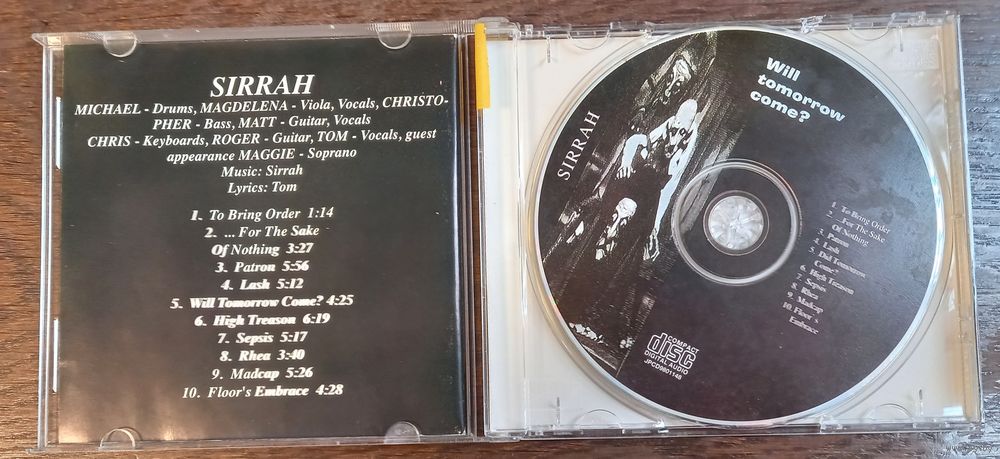 SIRRAH
MICHAEL - Drums, MAGDELENA - Viola, Vocals, CHRISTO-
PHER - Bass, MATT - Guitar, Vocals
CHRIS - Keyboards, ROGER - Guitar, TOM - Vocals, guest
appearance MAGGIE - Soprano
Music: Sirrah
Lyrics: Tom
1. To Bring Order 1:14
2. ... For The Sake
Of Nothing 3:27
3. Patron 5:56
4. Lash 5:12
5. Will Tomorrow Come? 4:25
6. High Treason 6:19
7. Sepsis 5:17
8. Rhea 3:40
9. Madcap 5:26
10. Floor's Embrace 4:28
SIRRAH
Will
tomorrow
come?
1. To Bring Order
2. ... For The Sake
Of Nothing
3. Patron
4. Lash
5. Did Tomorrow
Come?
6. High Treason
7. Sepsis
8. Rhea
9. Madcap
10. Floor's
Embrace
COMPACT
disc
DIGITAL AUDIO
JPCD9801148